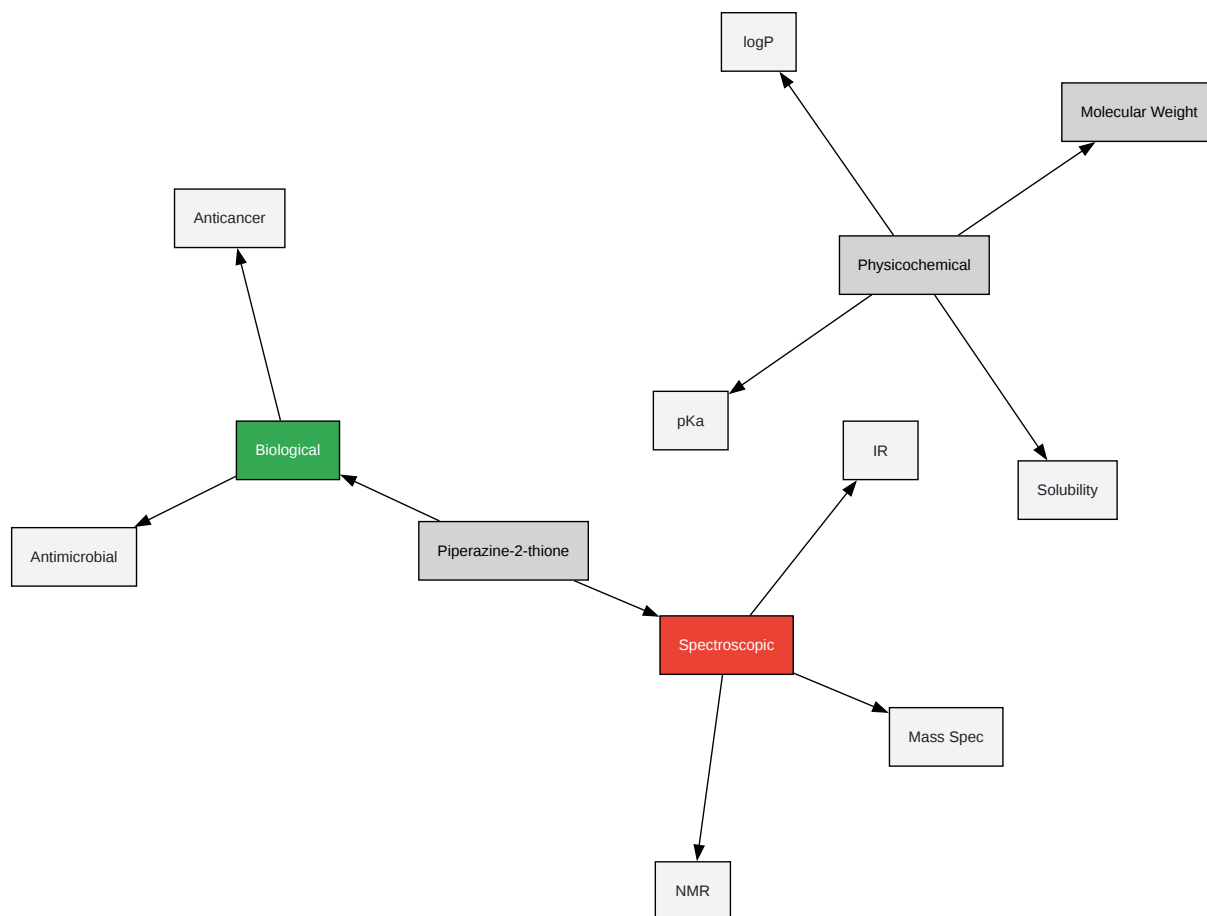 logP
Molecular Weight
Anticancer
Physicochemical
pKa
IR
Biological
Solubility
Antimicrobial
Piperazine-2-thione
Spectroscopic
Mass Spec
NMR